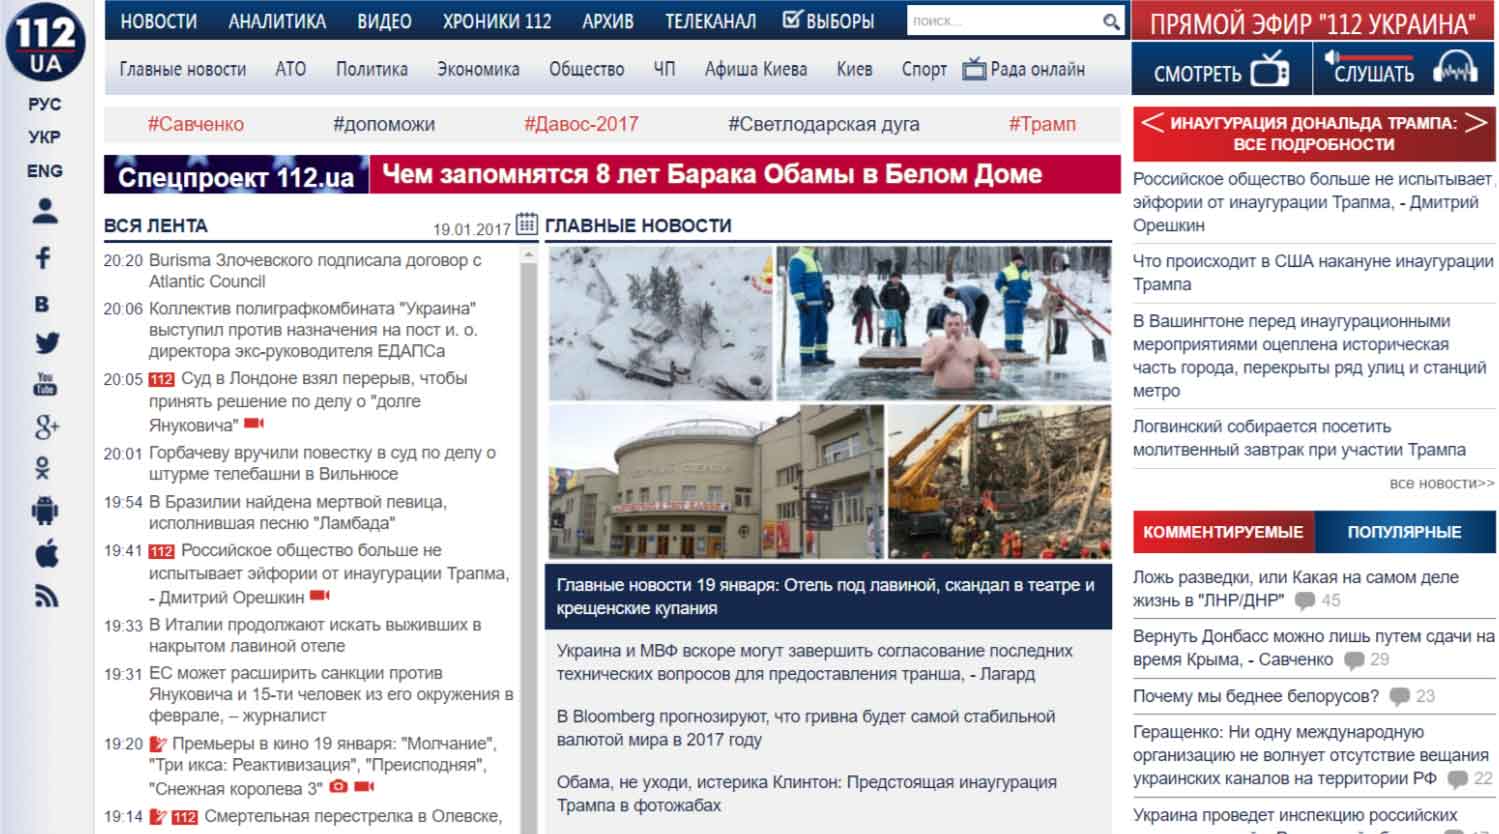 112
UA
РУС
УКР
ENG
НОВОСТИ АНАЛИТИКА ВИДЕО ХРОНИКИ 112 АРХИВ ТЕЛЕКАНАЛ ВЫБОРЫ
поиск...
Главные новости АТО Политика Экономика Общество ЧП Афиша Киева Киев Спорт Рада онлайн
ПРЯМОЙ ЭФИР "112 УКРАИНА"
СМОТРЕТЬ СЛУШАТЬ
#Савченко #допоможи #Давос-2017 #Светлодарская дуга #Трамп
Спецпроект 112.ua Чем запомнятся 8 лет Барака Обамы в Белом Доме
ВСЯ ЛЕНТА 19.01.2017
20:20 Burisma Злочевского подписала договор с
Atlantic Council
20:06 Коллектив полиграфкомбината "Украина"
выступил против назначения на пост и. о.
директора экс-руководителя ЕДАПСа
20:05 112 Суд в Лондоне взял перерыв, чтобы
принять решение по делу о "долге
Януковича"
20:01 Горбачеву вручили повестку в суд по делу о
штурме телебашни в Вильнюсе
19:54 В Бразилии найдена мертвой певица,
исполнившая песню "Ламбада"
19:41 112 Российское общество больше не
испытывает эйфории от инаугурации Трапма,
- Дмитрий Орешкин
19:33 В Италии продолжают искать выживших в
накрытом лавиной отеле
19:31 ЕС может расширить санкции против
Януковича и 15-ти человек из его окружения в
феврале, – журналист
19:20 Премьеры в кино 19 января: "Молчание",
"Три икса: Реактивизация", "Преисподняя",
"Снежная королева 3"
19:14 112 Смертельная перестрелка в Олевске,
ГЛАВНЫЕ НОВОСТИ
Главные новости 19 января: Отель под лавиной, скандал в театре и
крещенские купания
Украина и МВФ вскоре могут завершить согласование последних
технических вопросов для предоставления транша, - Лагард
В Bloomberg прогнозируют, что гривна будет самой стабильной
валютой мира в 2017 году
Обама, не уходи, истерика Клинтон: Предстоящая инаугурация
Трампа в фотожабах
ИНАУГУРАЦИЯ ДОНАЛЬДА ТРАМПА:
ВСЕ ПОДРОБНОСТИ
Российское общество больше не испытывает
эйфории от инаугурации Трапма, - Дмитрий
Орешкин
Что происходит в США накануне инаугурации
Трампа
В Вашингтоне перед инаугурационными
мероприятиями оцеплена историческая
часть города, перекрыты ряд улиц и станций
метро
Логвинский собирается посетить
молитвенный завтрак при участии Трампа
все новости>>
КОММЕНТИРУЕМЫЕ ПОПУЛЯРНЫЕ
Ложь разведки, или Какая на самом деле
жизнь в "ЛНР/ДНР" 45
Вернуть Донбасс можно лишь путем сдачи на
время Крыма, - Савченко 29
Почему мы беднее белорусов? 23
Геращенко: Ни одну международную
организацию не волнует отсутствие вещания
украинских каналов на территории РФ 22
Украина проведет инспекцию российских